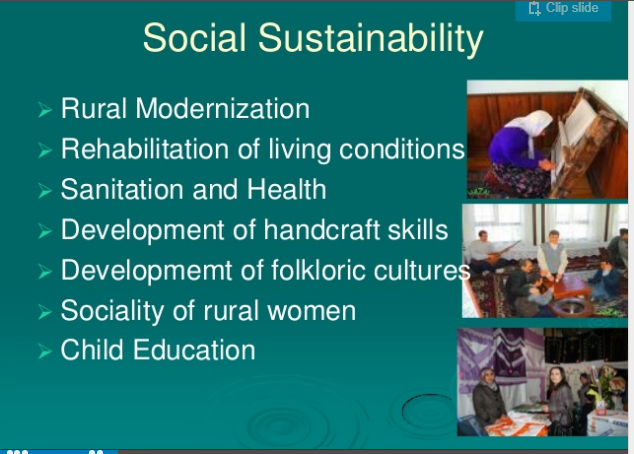 Clip slide
Social Sustainability
Rural Modernization
Rehabilitation of living conditions
Sanitation and Health
Development of handcraft skills
Developmemt of folkloric cultures
Sociality of rural women
Child Education